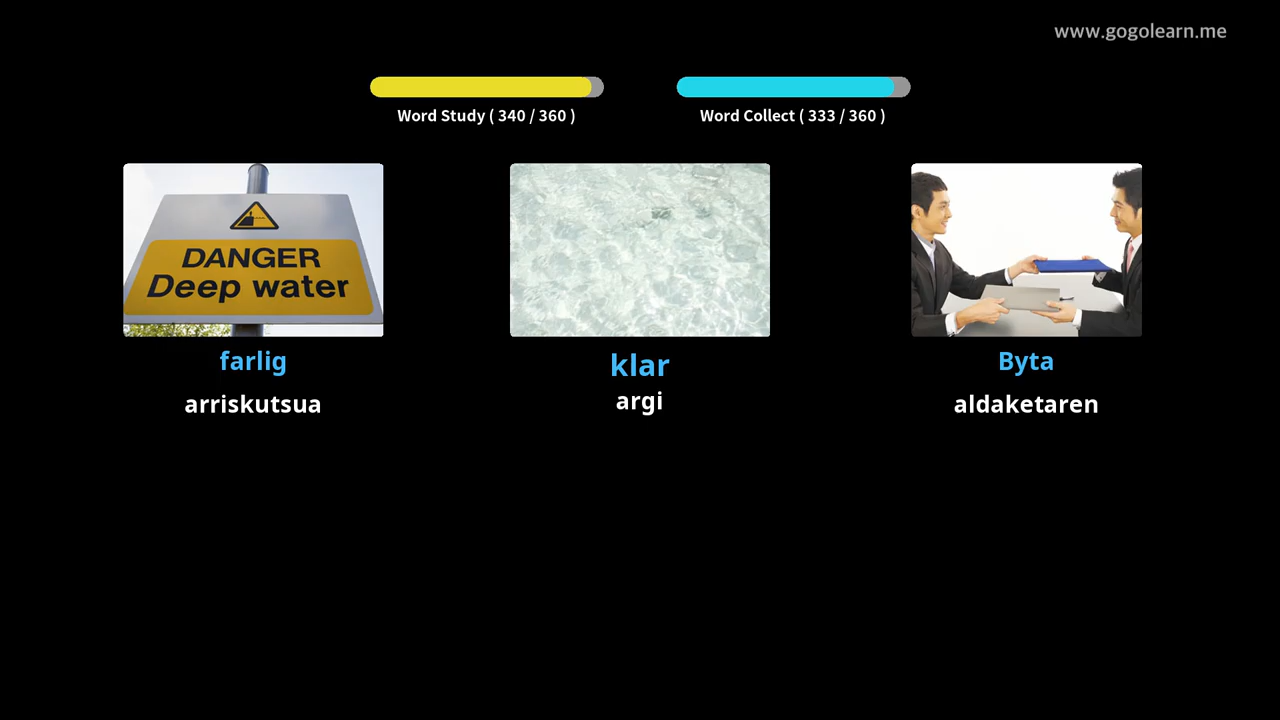 www.gogolearn.me
Word Study ( 340 / 360 )
Word Collect ( 333 / 360 )
DANGER
Deep water
farlig
klar
Byta
arriskutsua
argi
aldaketaren